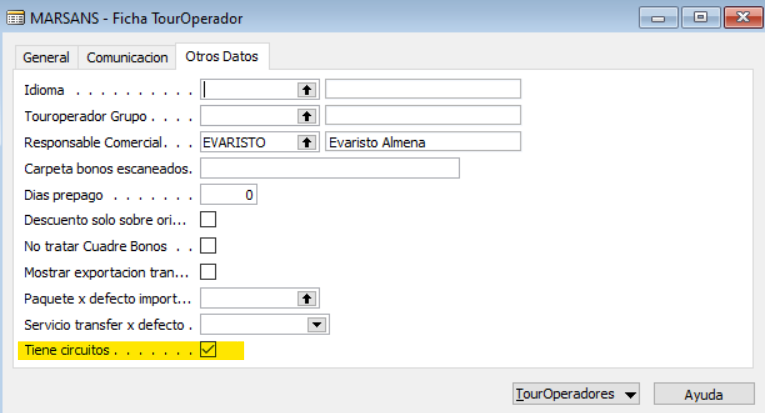 MARSANS - Ficha TourOperador
General Comunicacion Otros Datos
Idioma . . . . . . . . . .
Touroperador Grupo . . . .
Responsable Comercial. . . EVARISTO Evaristo Almena
Carpeta bonos escaneados.
Dias prepago . . . . . . . 0
Descuento solo sobre ori...
No tratar Cuadre Bonos . .
Mostrar exportacion tran...
Paquete x defecto import...
Servicio transfer x defecto .
Tiene circuitos . . . . . . .
TourOperadores Ayuda